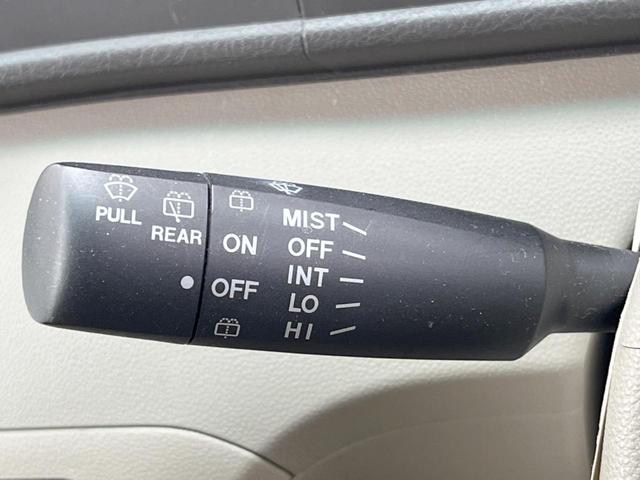 PULL
REAR
ON
OFF
MIST
OFF
INT
LO
HI